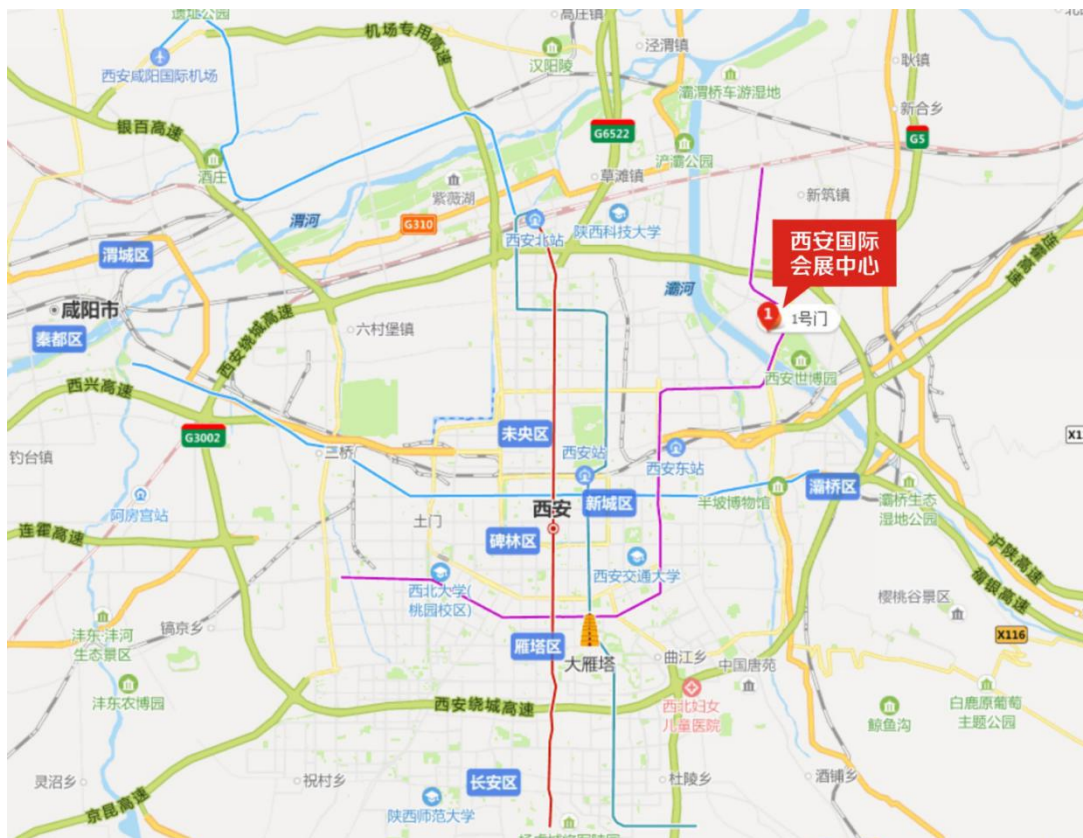 遗址公园
高庄镇
机场专用高速
泾渭镇
西安咸阳国际机场
汉阳陵
耿镇
灞渭桥车游湿地
银百高速
G6522
新合乡
G5
酒庄
浐灞公园
草滩镇
紫薇湖
新筑镇
渭河
G310
西安北站
陕西科技大学
西安国际
会展中心
连霍高速
渭城区
灞河
咸阳市
1
1号门
秦都区
西安绕城高速
六村堡镇
西安世博园
西兴高速
G3002
未央区
X1
钓台镇
三桥
西安站
西安东站
阿房宫站
新城区
半坡博物馆
灞桥区
灞桥生态
湿地公园
西安
土门
连霍高速
碑林区
沪陕高速
西北大学(
桃园校区)
西安交通大学
福银高速
樱桃谷景区
沣东·沣河
生态景区
镐京乡
X116
雁塔区
大雁塔
曲江乡
中国唐苑
沣东农博园
西安绕城高速
西北妇女
儿童医院
鲸鱼沟
白鹿原葡萄
主题公园
灵沼乡
祝村乡
长安区
杜陵乡
酒铺乡
京昆高速
陕西师范大学